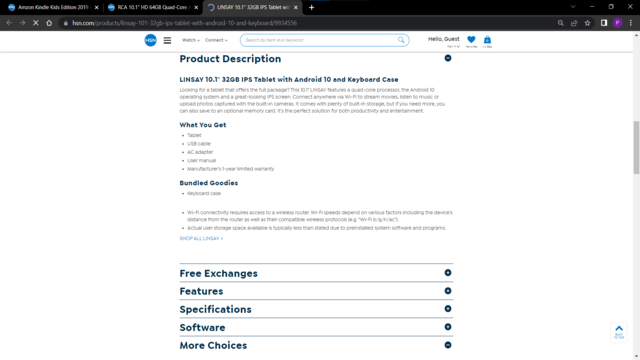 Amazon Kindle Kids Edition 2019
RCA 10.1" HD 64GB Quad-Core
LINSAY 10.1" 32GB IPS Tablet with
hsn.com/products/linsay-101-32gb-ips-tablet-with-android-10-and-keyboard/9934556
P
HSN
Watch
Connect
Search by item # or keyword
Hello, Guest
Product Description
LINSAY 10.1" 32GB IPS Tablet with Android 10 and Keyboard Case
Looking for a tablet that offers the full package? This 10.1" LINSAY features a quad-core processor, the Android 10
operating system and a great-looking IPS screen. Connect anywhere via Wi-Fi to stream movies, listen to music or
upload photos captured with the built-in cameras. It comes with plenty of built-in storage, but if you need more, you
can also save to an optional memory card. It's the perfect solution for both productivity and entertainment.
What You Get
• Tablet
• USB cable
• AC adapter
• User manual
• Manufacturer's 1-year limited warranty
Bundled Goodies
• Keyboard case
• Wi-Fi connectivity requires access to a wireless router. Wi-Fi speeds depend on various factors including the device's
distance from the router as well as their compatible wireless protocols (e.g. "Wi-Fi b/g/n/ac").
• Actual user storage space available is typically less than stated due to preinstalled system software and programs.
SHOP ALL LINSAY >
Free Exchanges
Features
Specifications
Software
More Choices
BACK
TO TOP